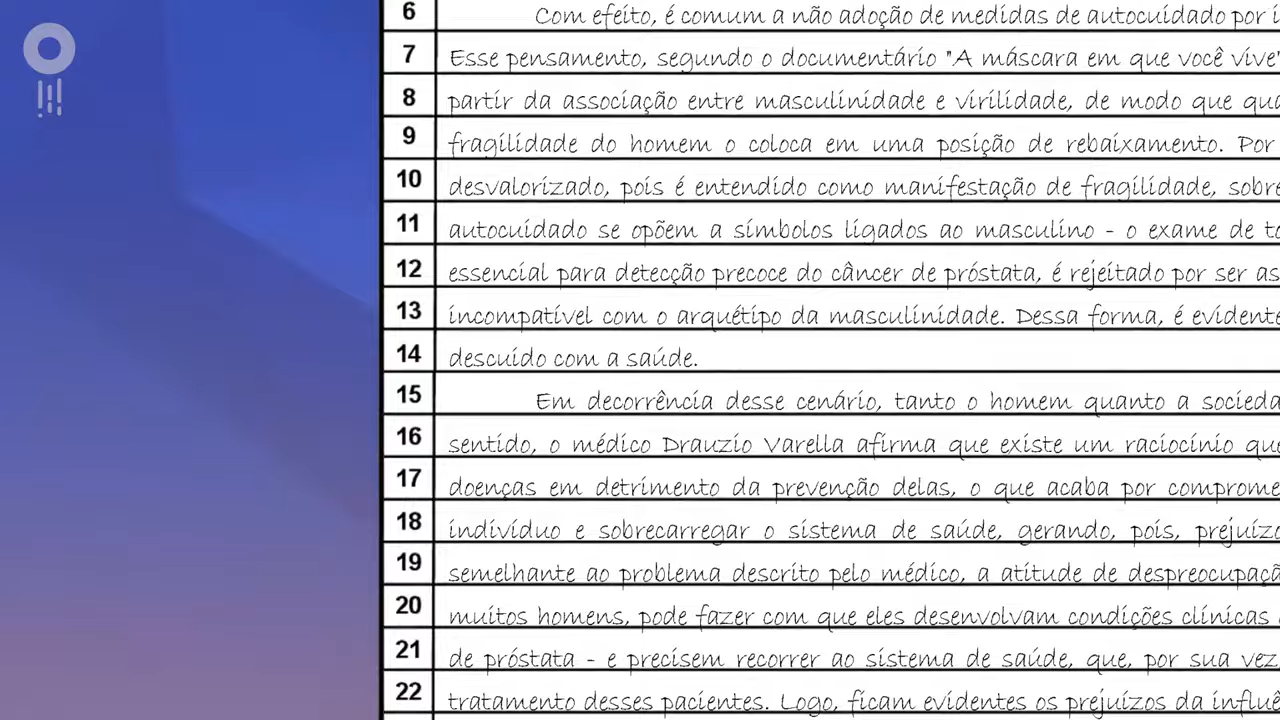 6 Com efeito, é comum a não adoção de medidas de autocuidado por
7 Esse pensamento, segundo o documentário "A máscara em que você vive"
8 partir da associação entre masculinidade e virilidade, de modo que
9 fragilidade do homem o coloca em uma posição de rebaixamento. Por
10 desvalorizado, pois é entendido como manifestação de fragilidade,
11 autocuidado se opõem a símbolos ligados ao masculino - o exame de
12 essencial para detecção precoce do câncer de próstata, é rejeitado por ser
13 incompatível com o arquétipo da masculinidade. Dessa forma, é
14 descuido com a saúde.
15 Em decorrência desse cenário, tanto o homem quanto a
16 sentido, o médico Drauzio Varella afirma que existe um raciocínio
17 doenças em detrimento da prevenção delas, o que acaba por
18 indivíduo e sobrecarregar o sistema de saúde, gerando, pois,
19 semelhante ao problema descrito pelo médico, a atitude de
20 muitos homens, pode fazer com que eles desenvolvam condições clínicas
21 de próstata - e precisem recorrer ao sistema de saúde, que, por sua vez
22 tratamento desses pacientes. Logo, ficam evidentes os prejuízos da